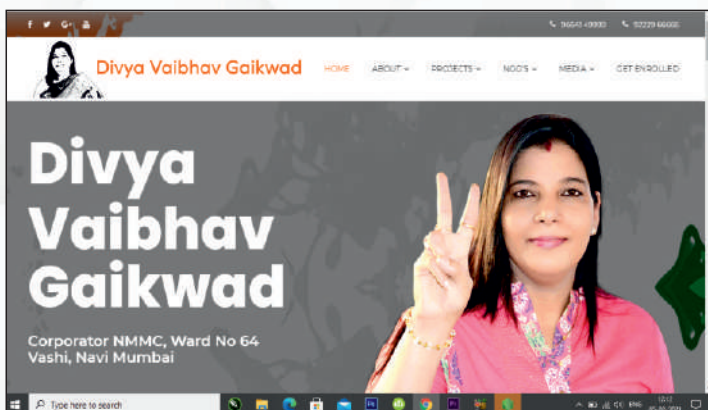 Divya Vaibhav Gaikwad
HOME ABOUT PROJECTS NGO'S MEDIA GET ENROLLED
Divya
Vaibhav
Gaikwad
Corporator NMMC, Ward No 64
Vashi, Navi Mumbai
Type here to search
ENG